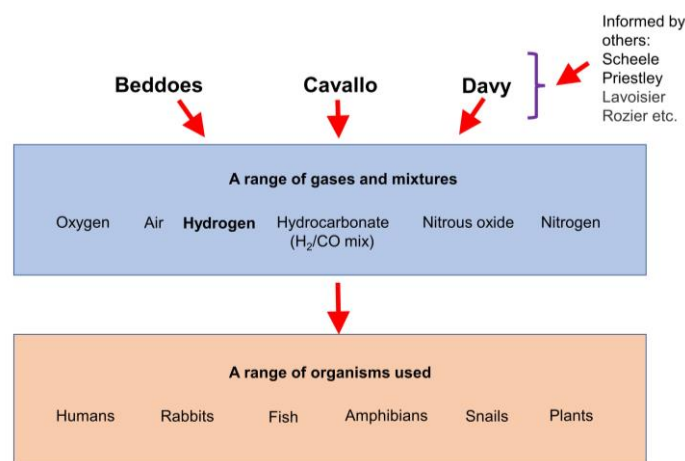 Informed by
others:
Scheele
Priestley
Lavoisier
Rozier etc.
Beddoes Cavallo Davy
A range of gases and mixtures
Oxygen Air Hydrogen Hydrocarbonate Nitrous oxide Nitrogen
(H₂/CO mix)
A range of organisms used
Humans Rabbits Fish Amphibians Snails Plants